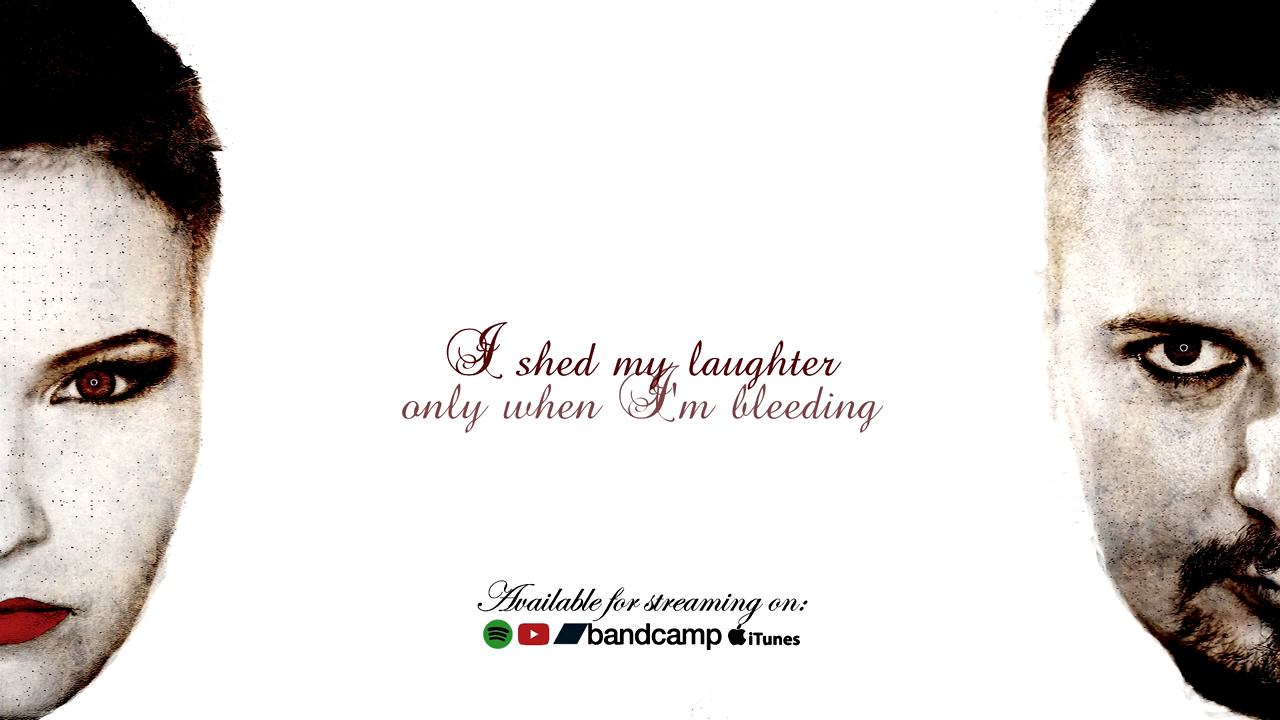 I shed my laughter
only when I'm bleeding
Available for streaming on:
bandcamp iTunes